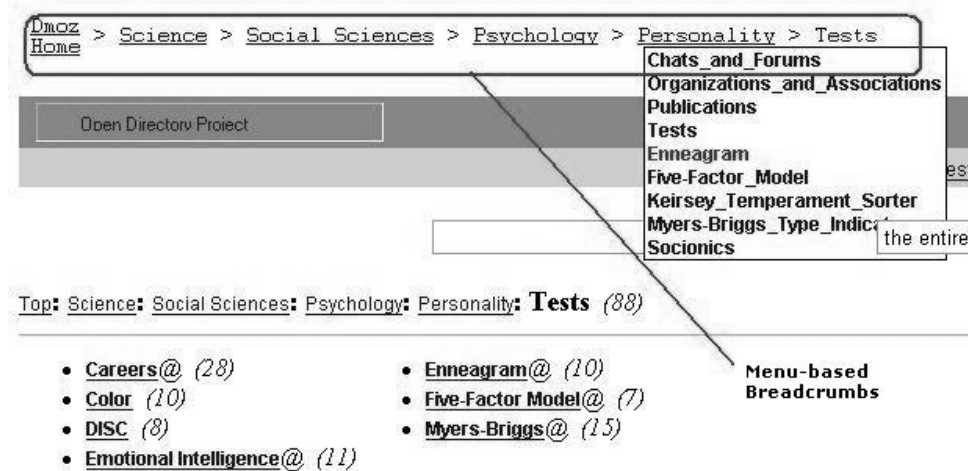 Dmoz
Home > Science > Social Sciences > Psychology > Personality > Tests
Chats_and_Forums
Organizations_and_Associations
Publications
Tests
Enneagram
Five-Factor_Model
Keirsey_Temperament_Sorter
Myers-Briggs_Type_Indicat
Socionics
Open Directory Project
the entire
Top: Science: Social Sciences: Psychology: Personality: Tests (88)
Careers@ (28)
Color (10)
DISC (8)
Emotional Intelligence@ (11)
Enneagram@ (10)
Five-Factor Model@ (7)
Myers-Briggs@ (15)
Menu-based
Breadcrumbs